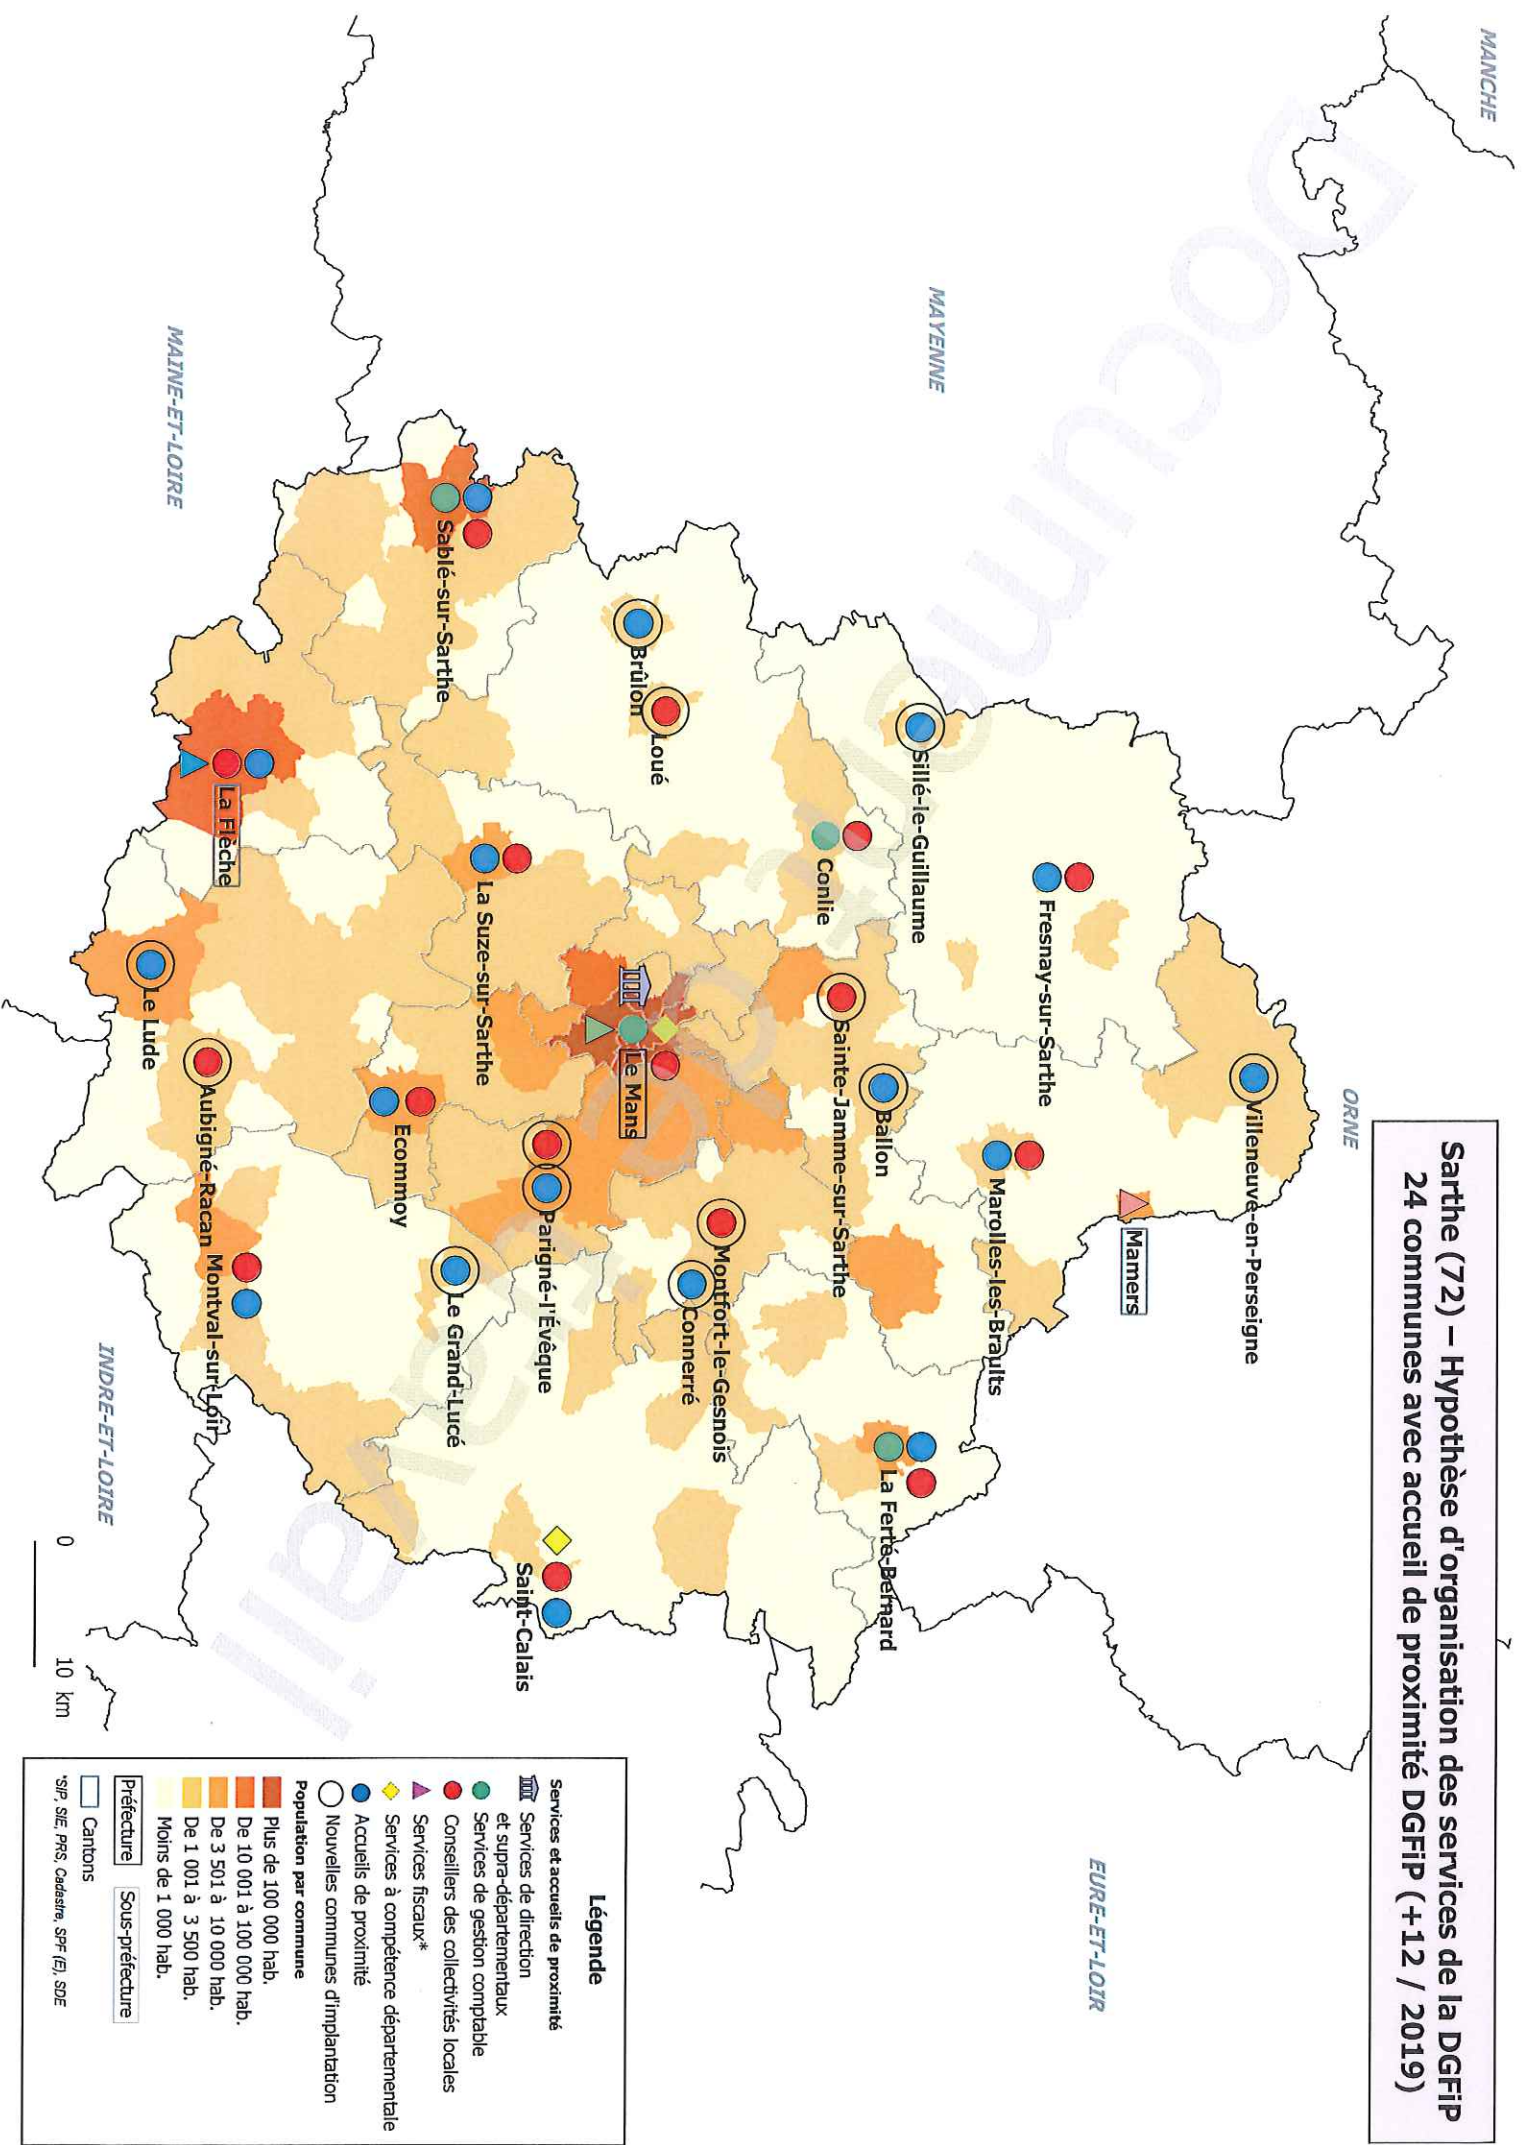 Sarthe (72) – Hypothèse d'organisation des services de la DGFiP
24 communes avec accueil de proximité DGFiP (+12 / 2019)
MANCHE
ORNE
MAYENNE
EURE-ET-LOIR
MAINE-ET-LOIRE
INDRE-ET-LOIRE
Villeneuve-en-Perseigne
Mamers
Fresnay-sur-Sarthe
Marolles-les-Braults
Sillé-le-Guillaume
Ballon
La Ferté-Bernard
Sainte-Jamme-sur-Sarthe
Conlie
Montfort-le-Gesnois
Connerré
Loué
Brûlon
Le Mans
Parigné-l'Évêque
Saint-Calais
La Suze-sur-Sarthe
Le Grand-Lucé
Sablé-sur-Sarthe
Ecommoy
La Flèche
Montval-sur-Loir
Aubigné-Racan
Le Lude
Document de travail
0 10 km
Légende
Services et accueils de proximité
Services de direction
et supra-départementaux
Services de gestion comptable
Conseillers des collectivités locales
Services fiscaux*
Services à compétence départementale
Accueils de proximité
Nouvelles communes d'implantation
Population par commune
Plus de 100 000 hab.
De 10 001 à 100 000 hab.
De 3 501 à 10 000 hab.
De 1 001 à 3 500 hab.
Moins de 1 000 hab.
Préfecture Sous-préfecture
Cantons
*SIP, SIE, PRS, Cadastre, SPF (E), SDE